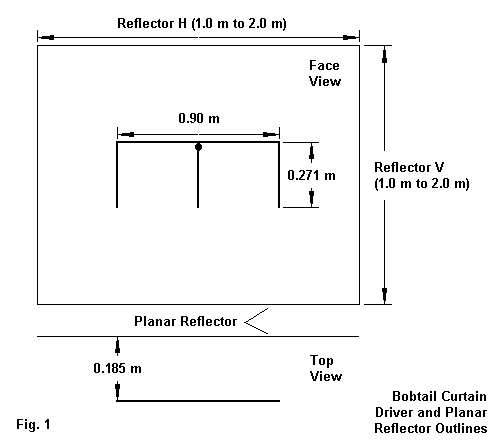 Reflector H (1.0 m to 2.0 m)
Face
View
0.90 m
0.271 m
Reflector V
(1.0 m to 2.0 m)
Planar Reflector
0.185 m
Top
View
Bobtail Curtain
Driver and Planar
Reflector Outlines
Fig. 1